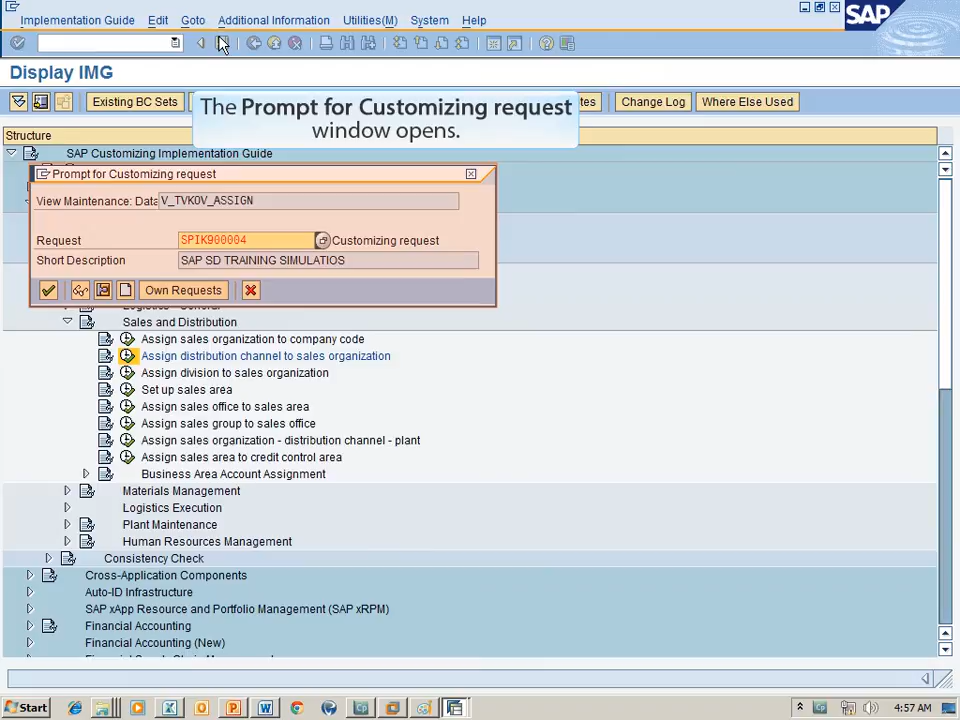 Implementation Guide Edit Goto Additional Information Utilities(M) System Help
SAP
Display IMG
Existing BC Sets
Change Log
Where Else Used
The Prompt for Customizing request
window opens.
Structure
SAP Customizing Implementation Guide
Prompt for Customizing request
View Maintenance: Data V_TVKOV_ASSIGN
Request SPIK900004 Customizing request
Short Description SAP SD TRAINING SIMULATIOS
Own Requests
Sales and Distribution
Assign sales organization to company code
Assign distribution channel to sales organization
Assign division to sales organization
Set up sales area
Assign sales office to sales area
Assign sales group to sales office
Assign sales organization - distribution channel - plant
Assign sales area to credit control area
Business Area Account Assignment
Materials Management
Logistics Execution
Plant Maintenance
Human Resources Management
Consistency Check
Cross-Application Components
Auto-ID Infrastructure
SAP xApp Resource and Portfolio Management (SAP xRPM)
Financial Accounting
Financial Accounting (New)
Start 4:57 AM